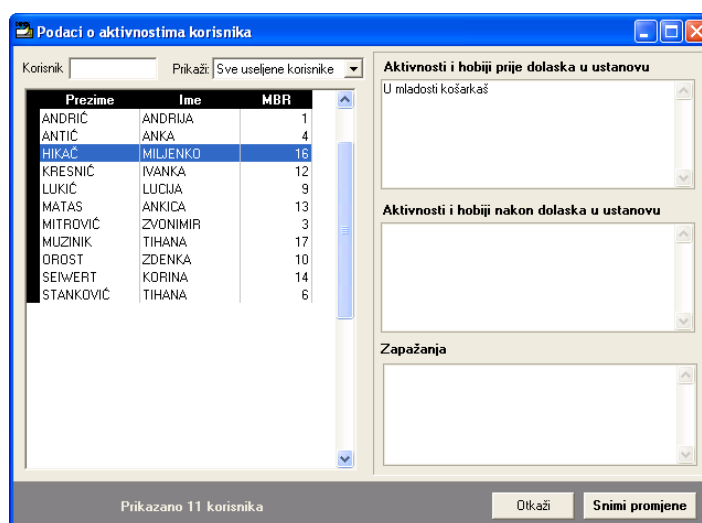 Podaci o aktivnostima korisnika
Korisnik Prikaži: Sve useljene korisnike
Prezime Ime MBR
ANDRIĆ ANDRIJA 1
ANTIĆ ANKA 4
HIKAČ MILJENKO 16
KRESNIĆ IVANKA 12
LUKIĆ LUCIJA 9
MATAS ANKICA 13
MITROVIĆ ZVONIMIR 3
MUZINIK TIHANA 17
OROST ZDENKA 10
SEIWERT KORINA 14
STANKOVIĆ TIHANA 6
Prikazano 11 korisnika
Aktivnosti i hobiji prije dolaska u ustanovu
U mladosti košarkaš
Aktivnosti i hobiji nakon dolaska u ustanovu
Zapažanja
Otkaži Snimi promjene